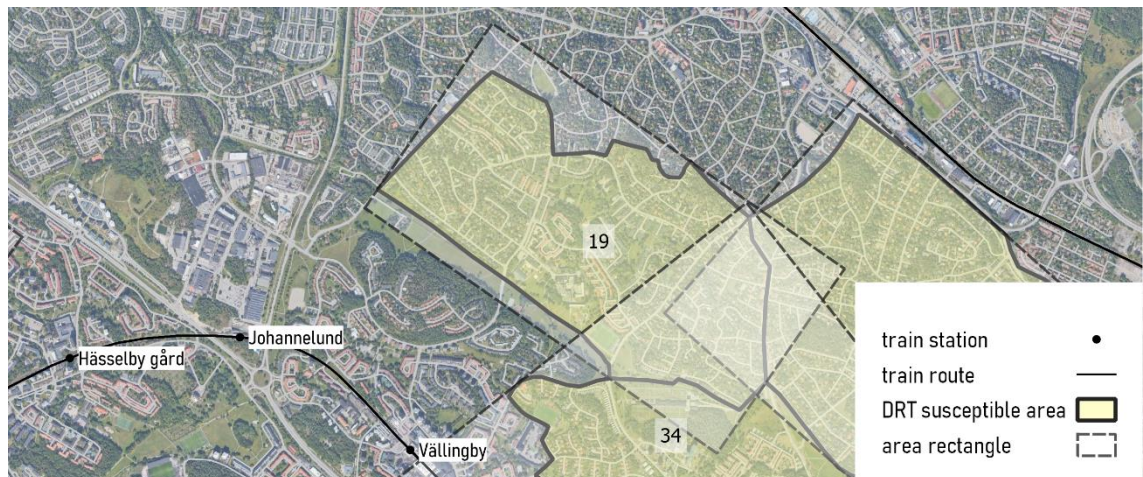 19
Johannelund
Hässelby gård
Vällingby
34
train station
train route
DRT susceptible area
area rectangle